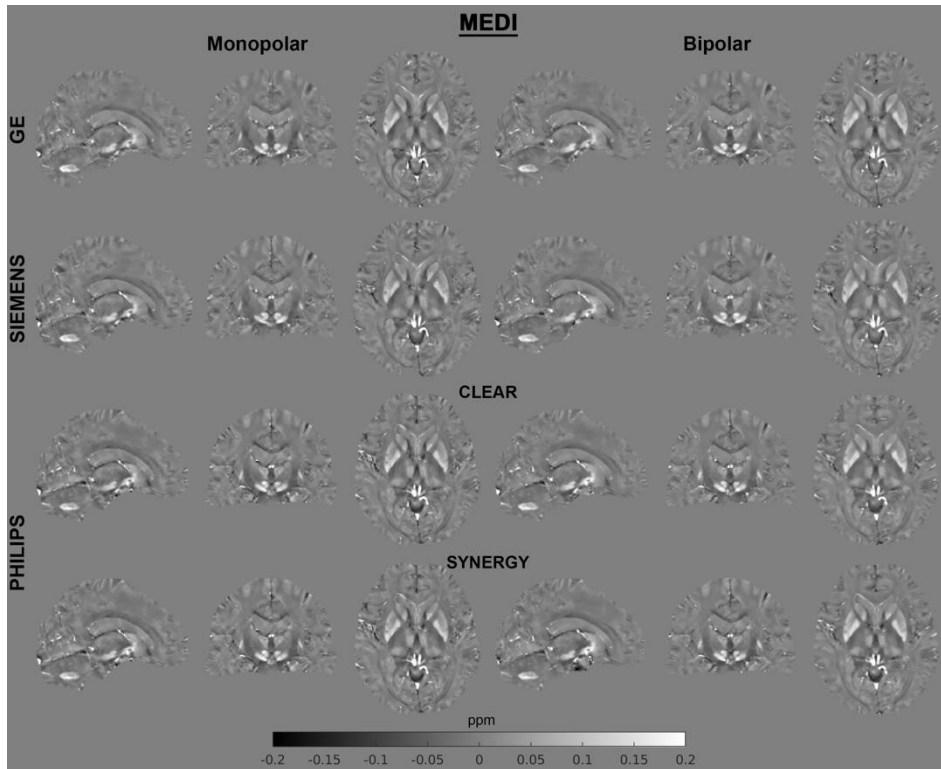 MEDI
Monopolar
Bipolar
GE
SIEMENS
CLEAR
PHILIPS
SYNERGY
ppm
-0.2 -0.15 -0.1 -0.05 0 0.05 0.1 0.15 0.2